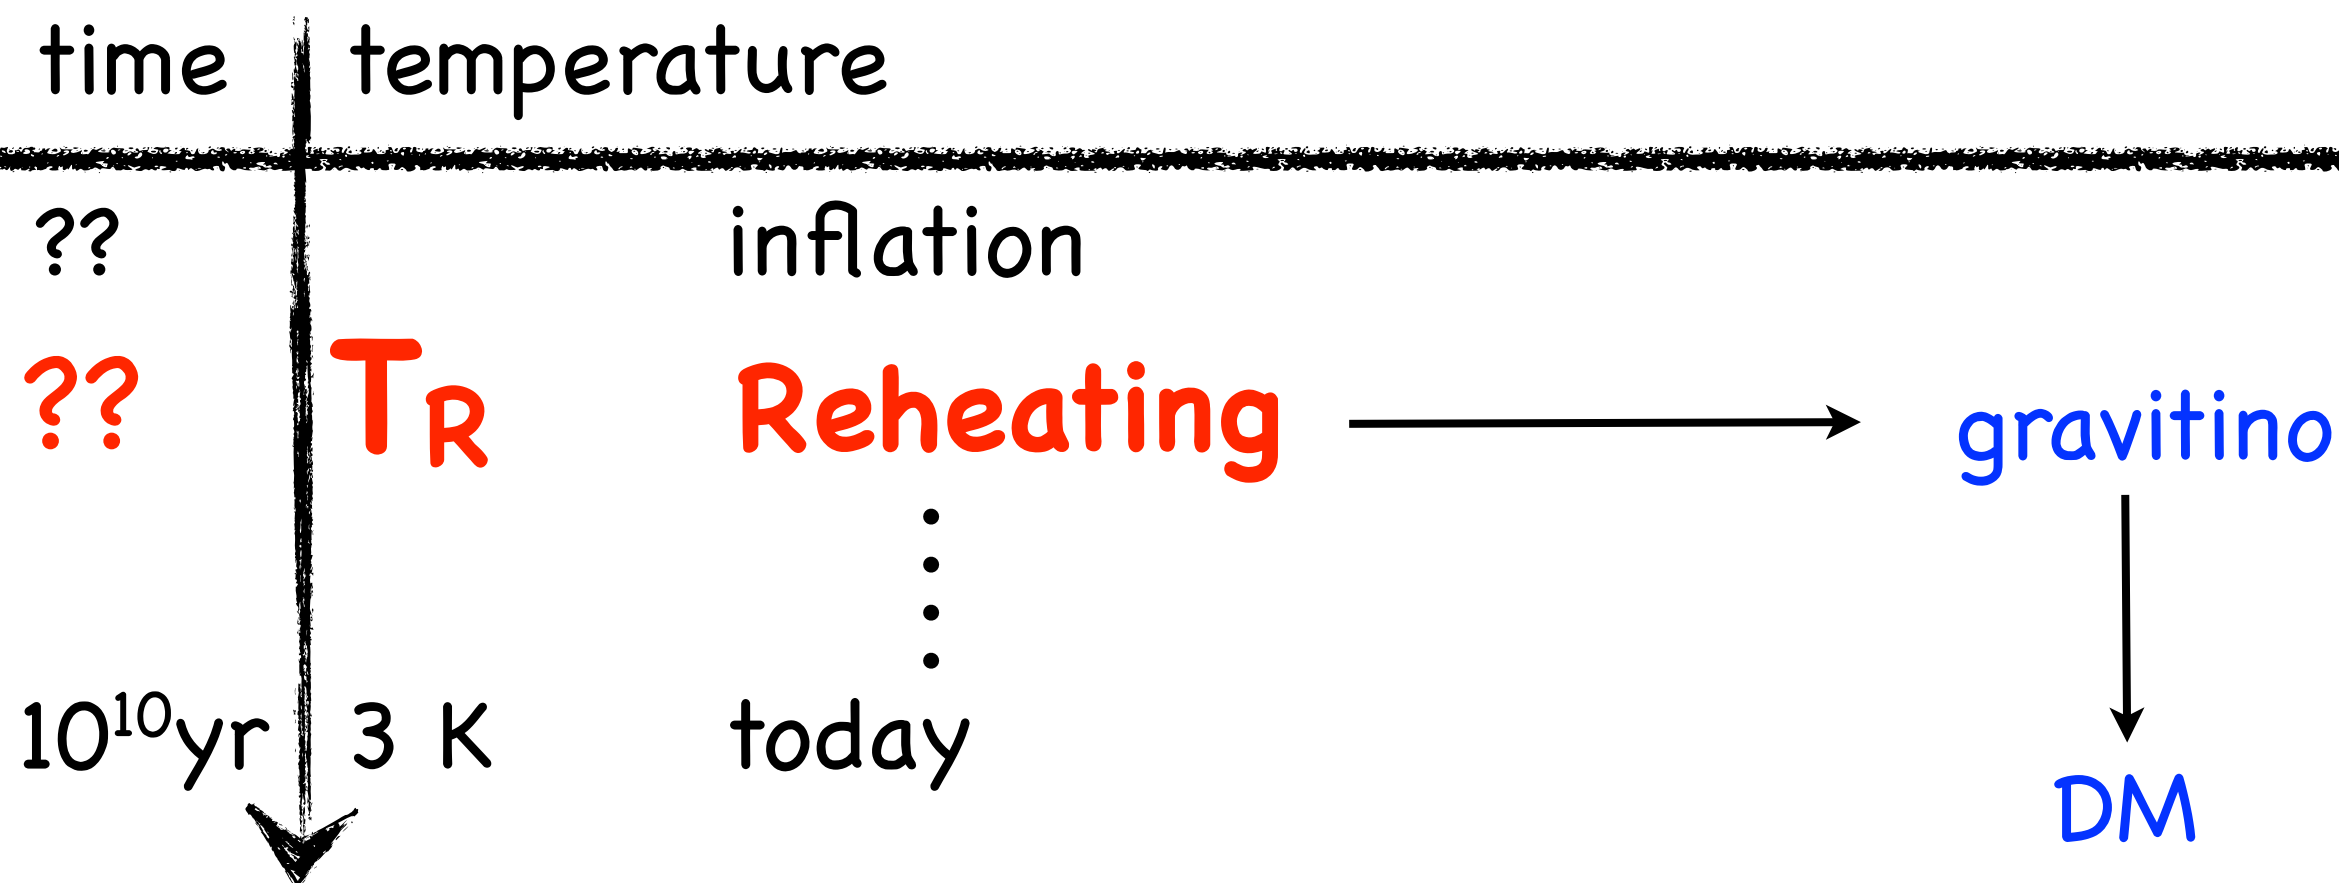 time temperature
?? inflation
?? TR Reheating gravitino
10¹⁰yr 3 K today
DM